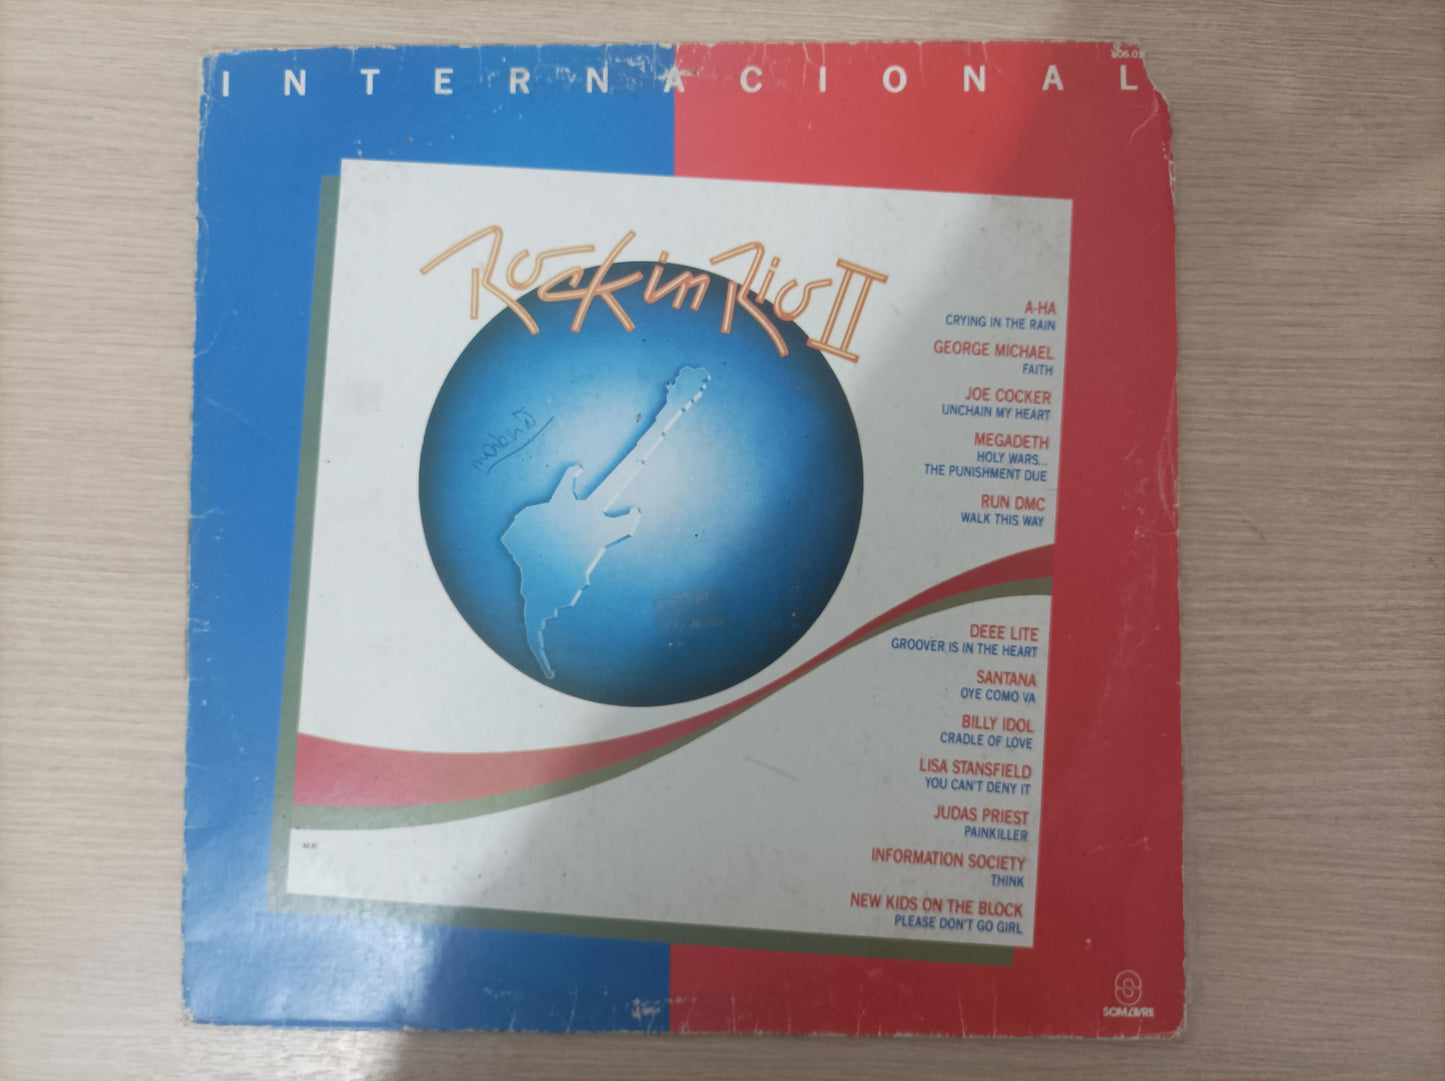 INTERNACIONAL
Rock in Rio II
A-HA
CRYING IN THE RAIN
GEORGE MICHAEL
FAITH
JOE COCKER
UNCHAIN MY HEART
MEGADETH
HOLY WARS...
THE PUNISHMENT DUE
RUN DMC
WALK THIS WAY
DEEE LITE
GROOVER IS IN THE HEART
SANTANA
OYE COMO VA
BILLY IDOL
CRADLE OF LOVE
LISA STANSFIELD
YOU CAN'T DENY IT
JUDAS PRIEST
PAINKILLER
INFORMATION SOCIETY
THINK
NEW KIDS ON THE BLOCK
PLEASE DON'T GO GIRL
SOM LIVRE